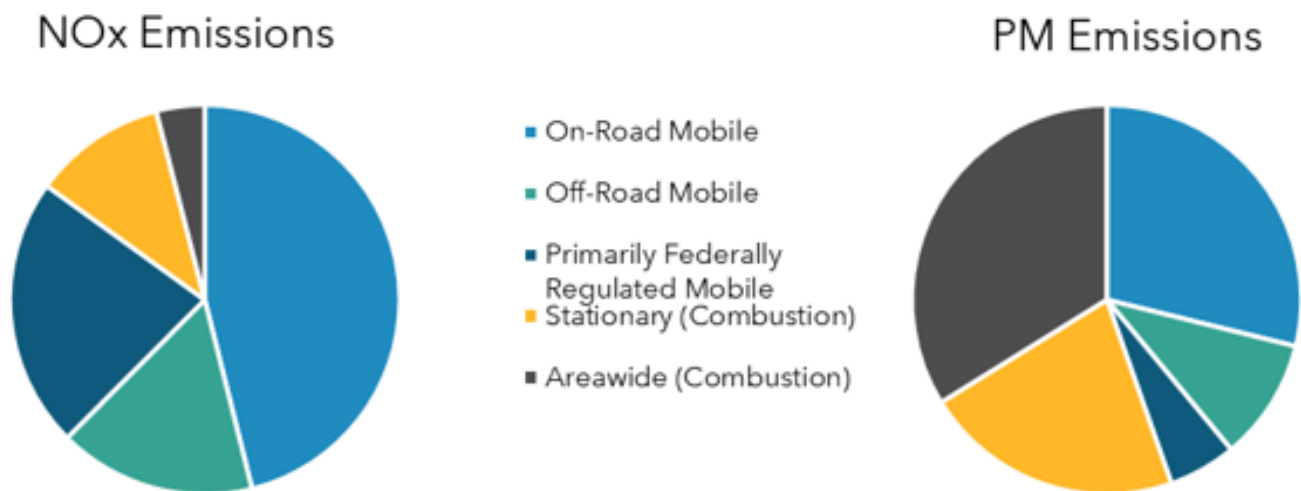 NOx Emissions
PM Emissions
On-Road Mobile
Off-Road Mobile
Primarily Federally
Regulated Mobile
Stationary (Combustion)
Areawide (Combustion)